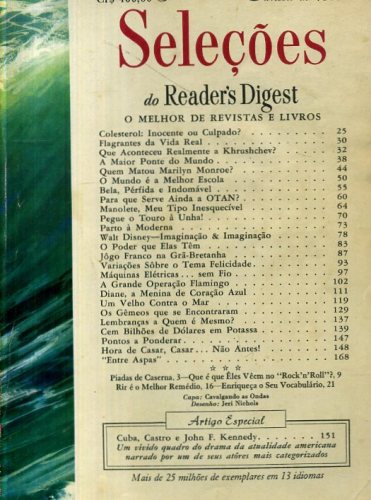 Seleções
do Reader's Digest
O MELHOR DE REVISTAS E LIVROS
Colesterol: Inocente ou Culpado? . . . . . . . . . . 25
Flagrantes da Vida Real . . . . . . . . . . 30
Que Aconteceu Realmente a Khrushchev? . . . . . 32
A Maior Ponte do Mundo . . . . . . . . . . 38
Quem Matou Marilyn Monroe? . . . . . . . . . . 44
O Mundo é a Melhor Escola . . . . . . . . . . 50
Bela, Pérfida e Indomável . . . . . . . . . . 55
Para que Serve Ainda a OTAN? . . . . . . . . . . 60
Manolete, Meu Tipo Inesquecível . . . . . . . . . . 64
Pegue o Touro à Unha! . . . . . . . . . . 70
Parto à Moderna . . . . . . . . . . 73
Walt Disney—Imaginação & Imaginação . . . . . 78
O Poder que Elas Têm . . . . . . . . . . 83
Jôgo Franco na Grã-Bretanha . . . . . . . . . . 87
Variações Sôbre o Tema Felicidade . . . . . . . . . . 93
Máquinas Elétricas . . . sem Fio . . . . . . . . . . 97
A Grande Operação Flamingo . . . . . . . . . . 102
Diane, a Menina de Coração Azul . . . . . . . . . . 111
Um Velho Contra o Mar . . . . . . . . . . 119
Os Gêmeos que se Encontraram . . . . . . . . . . 129
Lembranças a Quem é Mesmo? . . . . . . . . . . 137
Cem Bilhões de Dólares em Potassa . . . . . . . . . . 139
Pontos a Ponderar . . . . . . . . . . 147
Hora de Casar, Casar . . . Não Antes! . . . . . . . . . . 148
"Entre Aspas" . . . . . . . . . . 168
Piadas de Caserna, 3—Que é que Êles Vêem no "Rock'n'Roll"?, 9
Rir é o Melhor Remédio, 16—Enriqueça o Seu Vocabulário, 21
Capa: Cavalgando as Ondas
Desenho: Jeri Nichols
Artigo Especial
Cuba, Castro e John F. Kennedy . . . . . . 151
Um vívido quadro do drama da atualidade americana
narrado por um de seus atôres mais categorizados
Mais de 25 milhões de exemplares em 13 idiomas